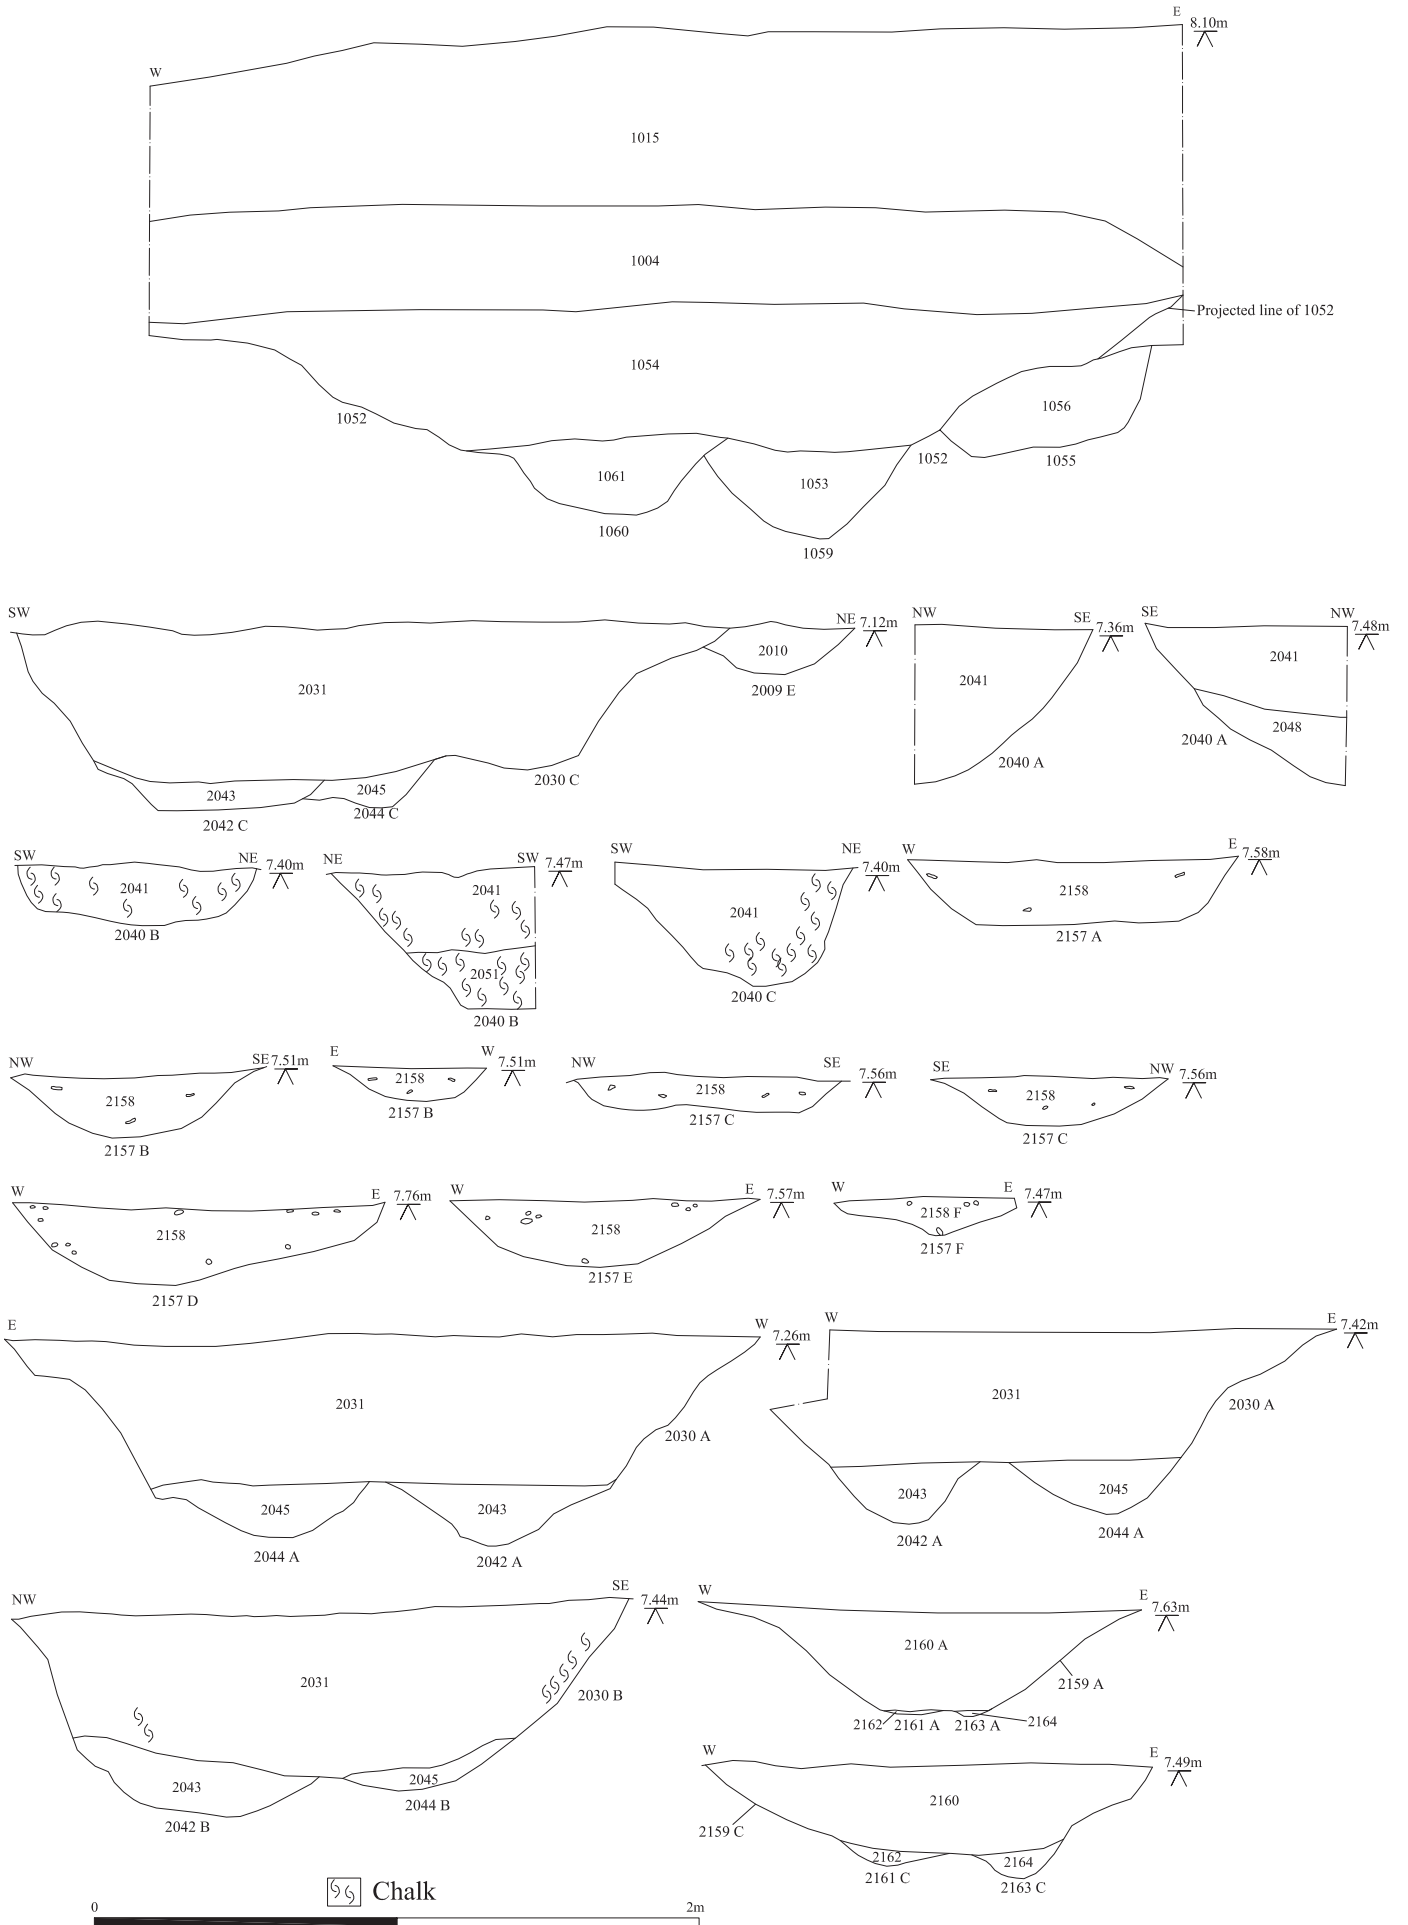 E
8.10m
W
1015
1004
Projected line of 1052
1054
1056
1052
1052
1055
1061
1053
1060
1059
SW
NE 7.12m
2010
2031
2009 E
2043
2045
2030 C
2042 C
2044 C
NW
SE 7.36m
2041
2040 A
SE
NW 7.48m
2041
2048
2040 A
SW
NE 7.40m
2041
2040 B
NE
SW 7.47m
2041
2051
2040 B
SW
NE 7.40m
2041
2040 C
W
E 7.58m
2158
2157 A
NW
SE 7.51m
2158
2157 B
E
W 7.51m
2158
2157 B
NW
SE 7.56m
2158
2157 C
SE
NW 7.56m
2158
2157 C
W
E 7.76m
2158
2157 D
W
E 7.57m
2158
2157 E
W
E 7.47m
2158 F
2157 F
E
W 7.26m
2031
2030 A
2045
2043
2044 A
2042 A
W
E 7.42m
2031
2030 A
2043
2045
2042 A
2044 A
NW
SE 7.44m
2031
2030 B
2043
2045
2044 B
2042 B
W
E 7.63m
2160 A
2159 A
2162
2161 A
2163 A
2164
W
E 7.49m
2160
2159 C
2162
2164
2161 C
2163 C
Chalk
0
2m